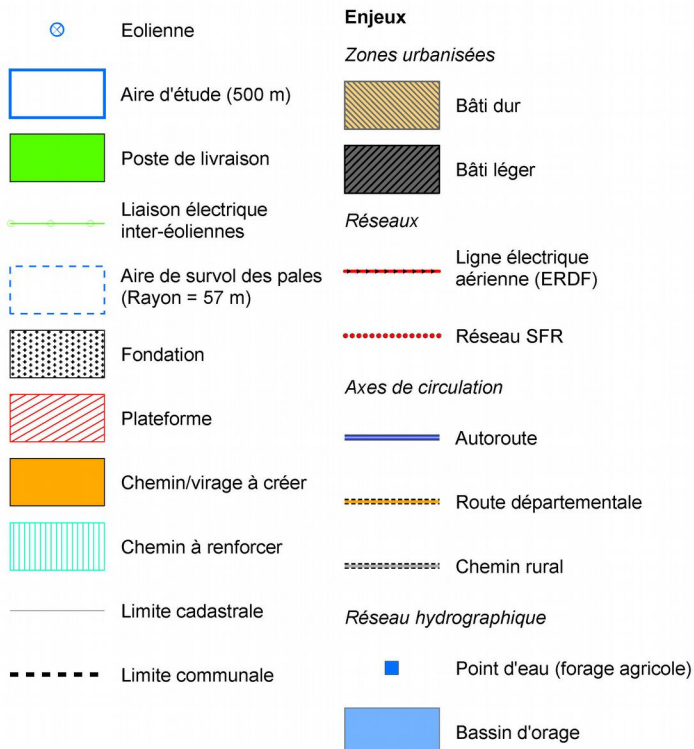 Eolienne
Aire d'étude (500 m)
Poste de livraison
Liaison électrique
inter-éoliennes
Aire de survol des pales
(Rayon = 57 m)
Fondation
Plateforme
Chemin/virage à créer
Chemin à renforcer
Limite cadastrale
Limite communale
Enjeux
Zones urbanisées
Bâti dur
Bâti léger
Réseaux
Ligne électrique
aérienne (ERDF)
Réseau SFR
Axes de circulation
Autoroute
Route départementale
Chemin rural
Réseau hydrographique
Point d'eau (forage agricole)
Bassin d'orage